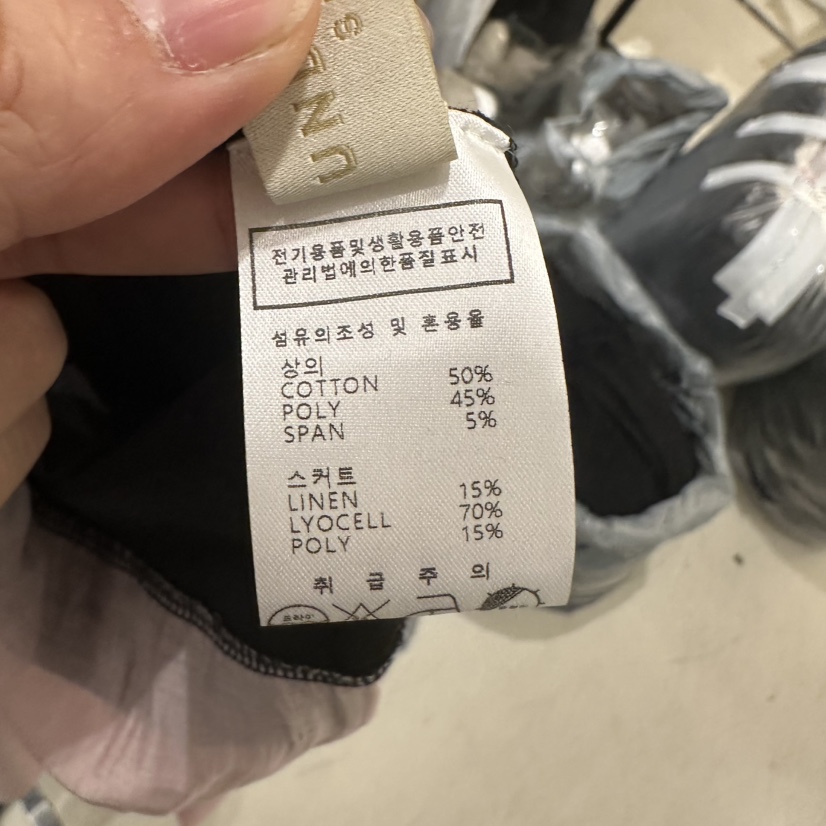 전기용품및생활용품안전
관리법에의한품질표시
섬유의조성 및 혼용율
상의
COTTON 50%
POLY 45%
SPAN 5%
스커트
LINEN 15%
LYOCELL 70%
POLY 15%
취 급 주 의